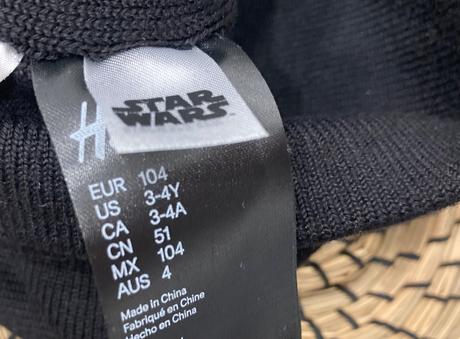 STAR
WARS
H
EUR 104
US 3-4Y
CA 3-4A
CN 51
MX 104
AUS 4
Made in China
Fabriqué en Chine
Hecho en China